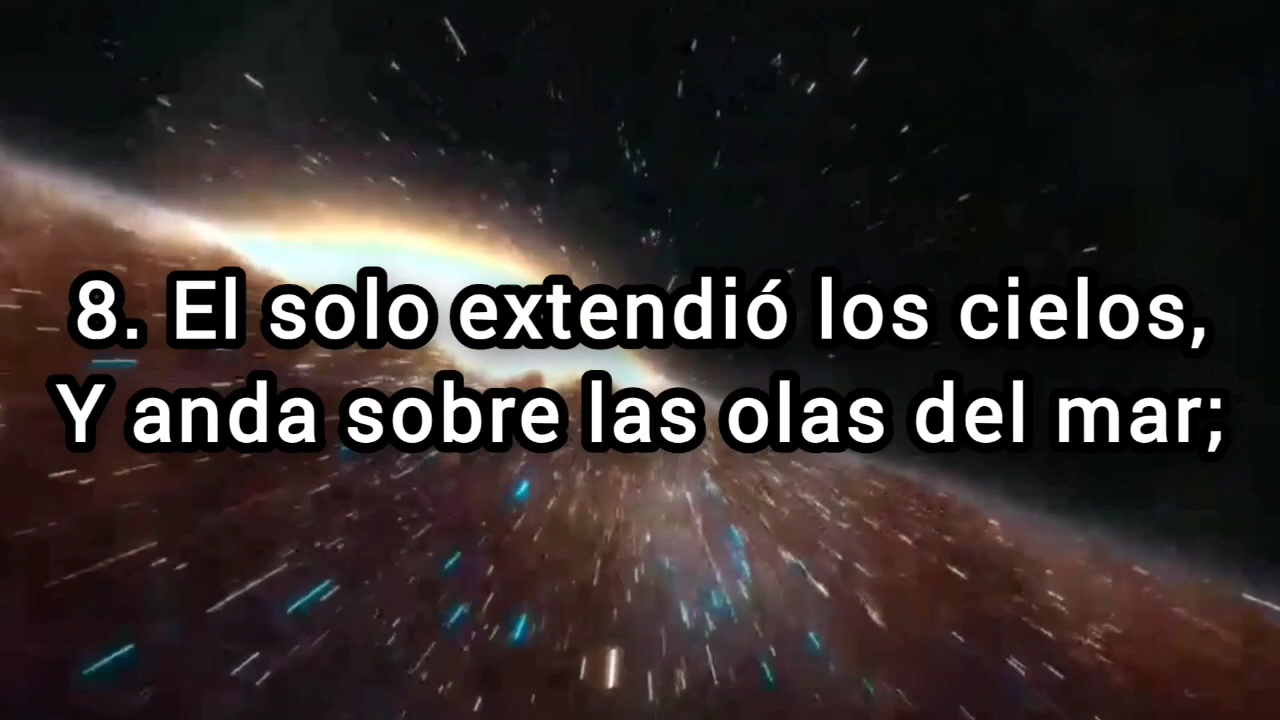 8. El solo extendió los cielos,
Y anda sobre las olas del mar;